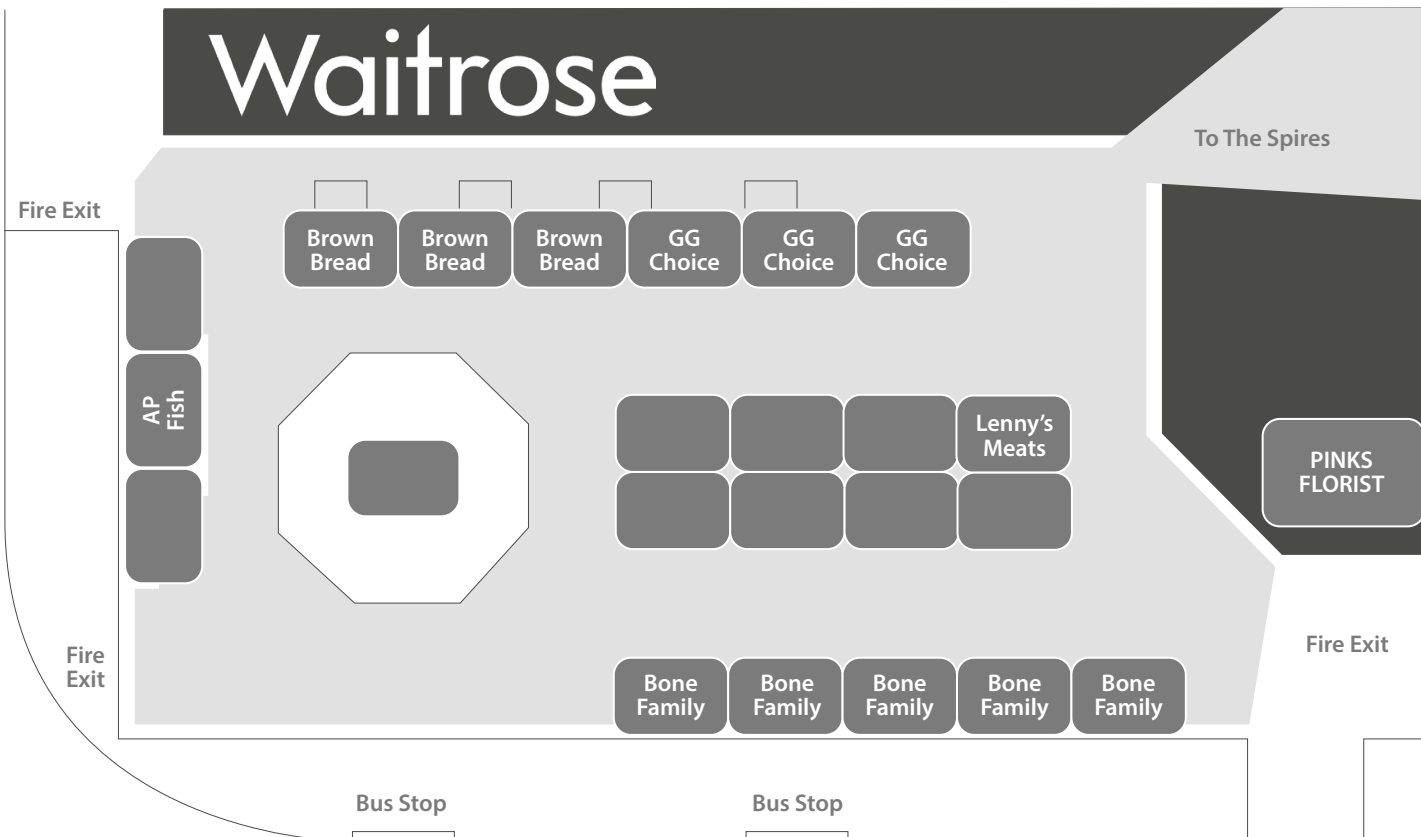 Waitrose
To The Spires
Fire Exit
Brown
Bread
Brown
Bread
Brown
Bread
GG
Choice
GG
Choice
GG
Choice
AP
Fish
Lenny’s
Meats
PINKS
FLORIST
Fire
Exit
Fire Exit
Bone
Family
Bone
Family
Bone
Family
Bone
Family
Bone
Family
Bus Stop
Bus Stop